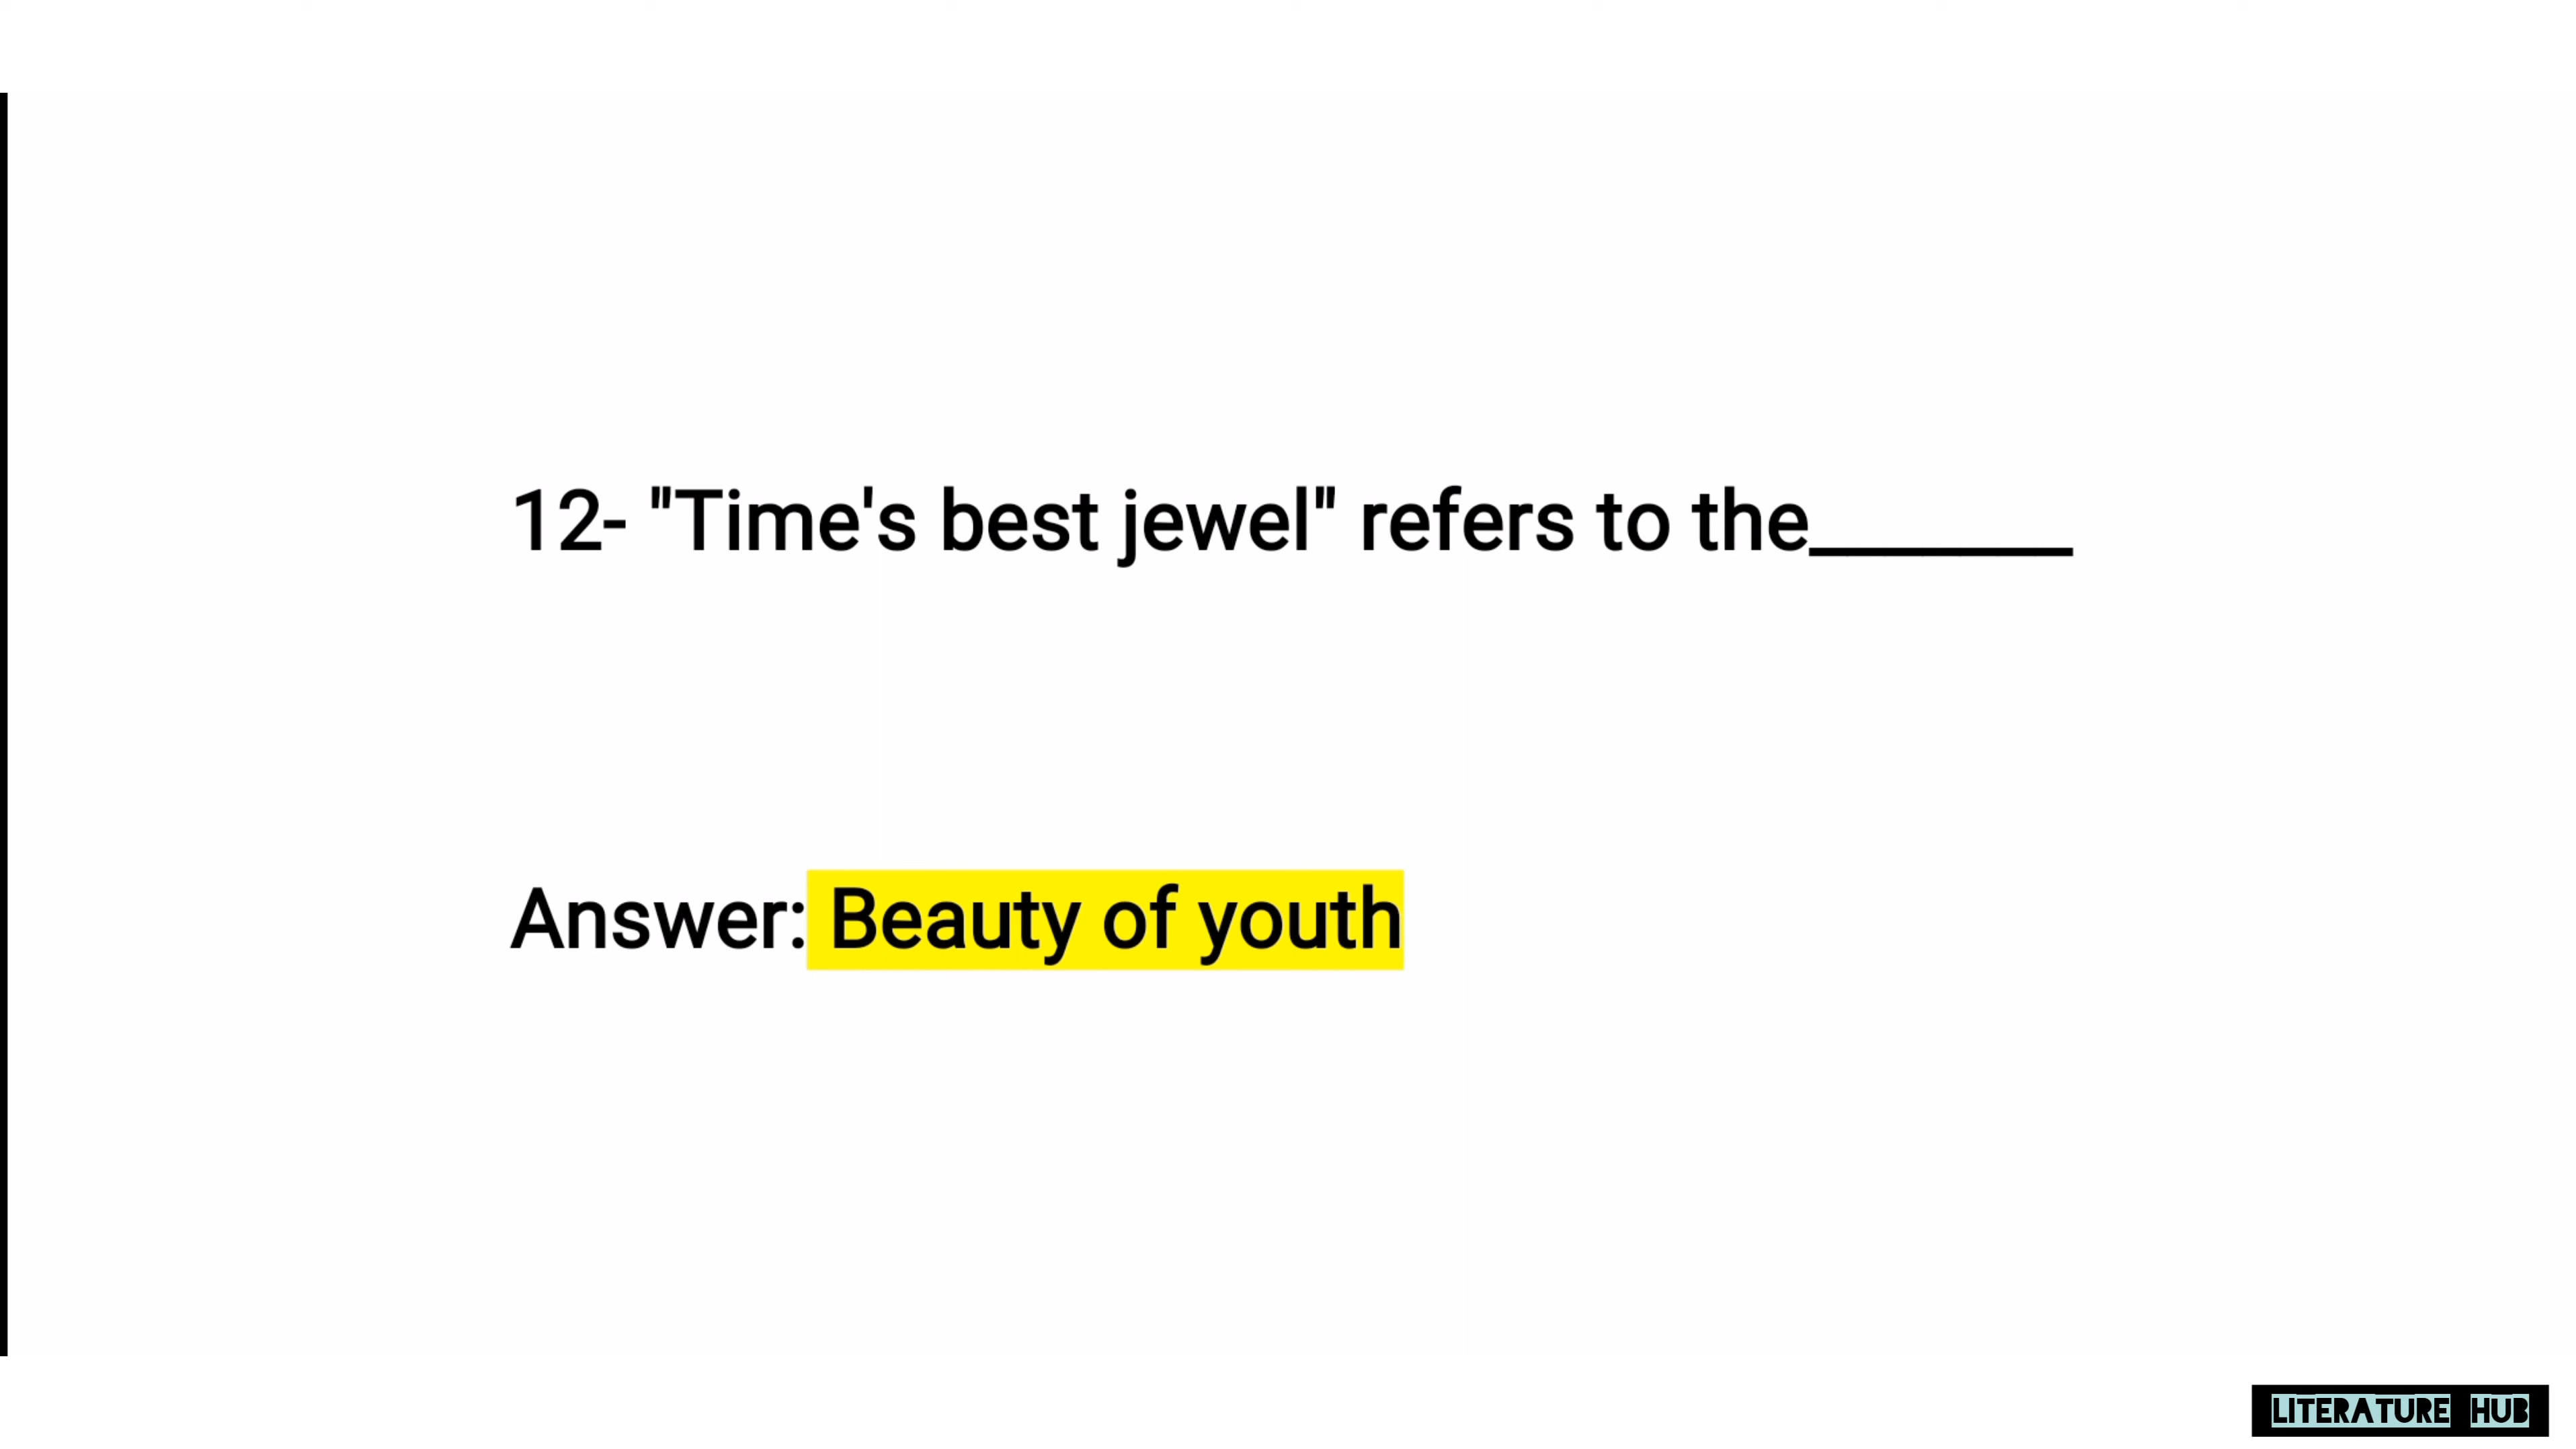 12- "Time's best jewel" refers to the_______
Answer: Beauty of youth
LITERATURE HUB